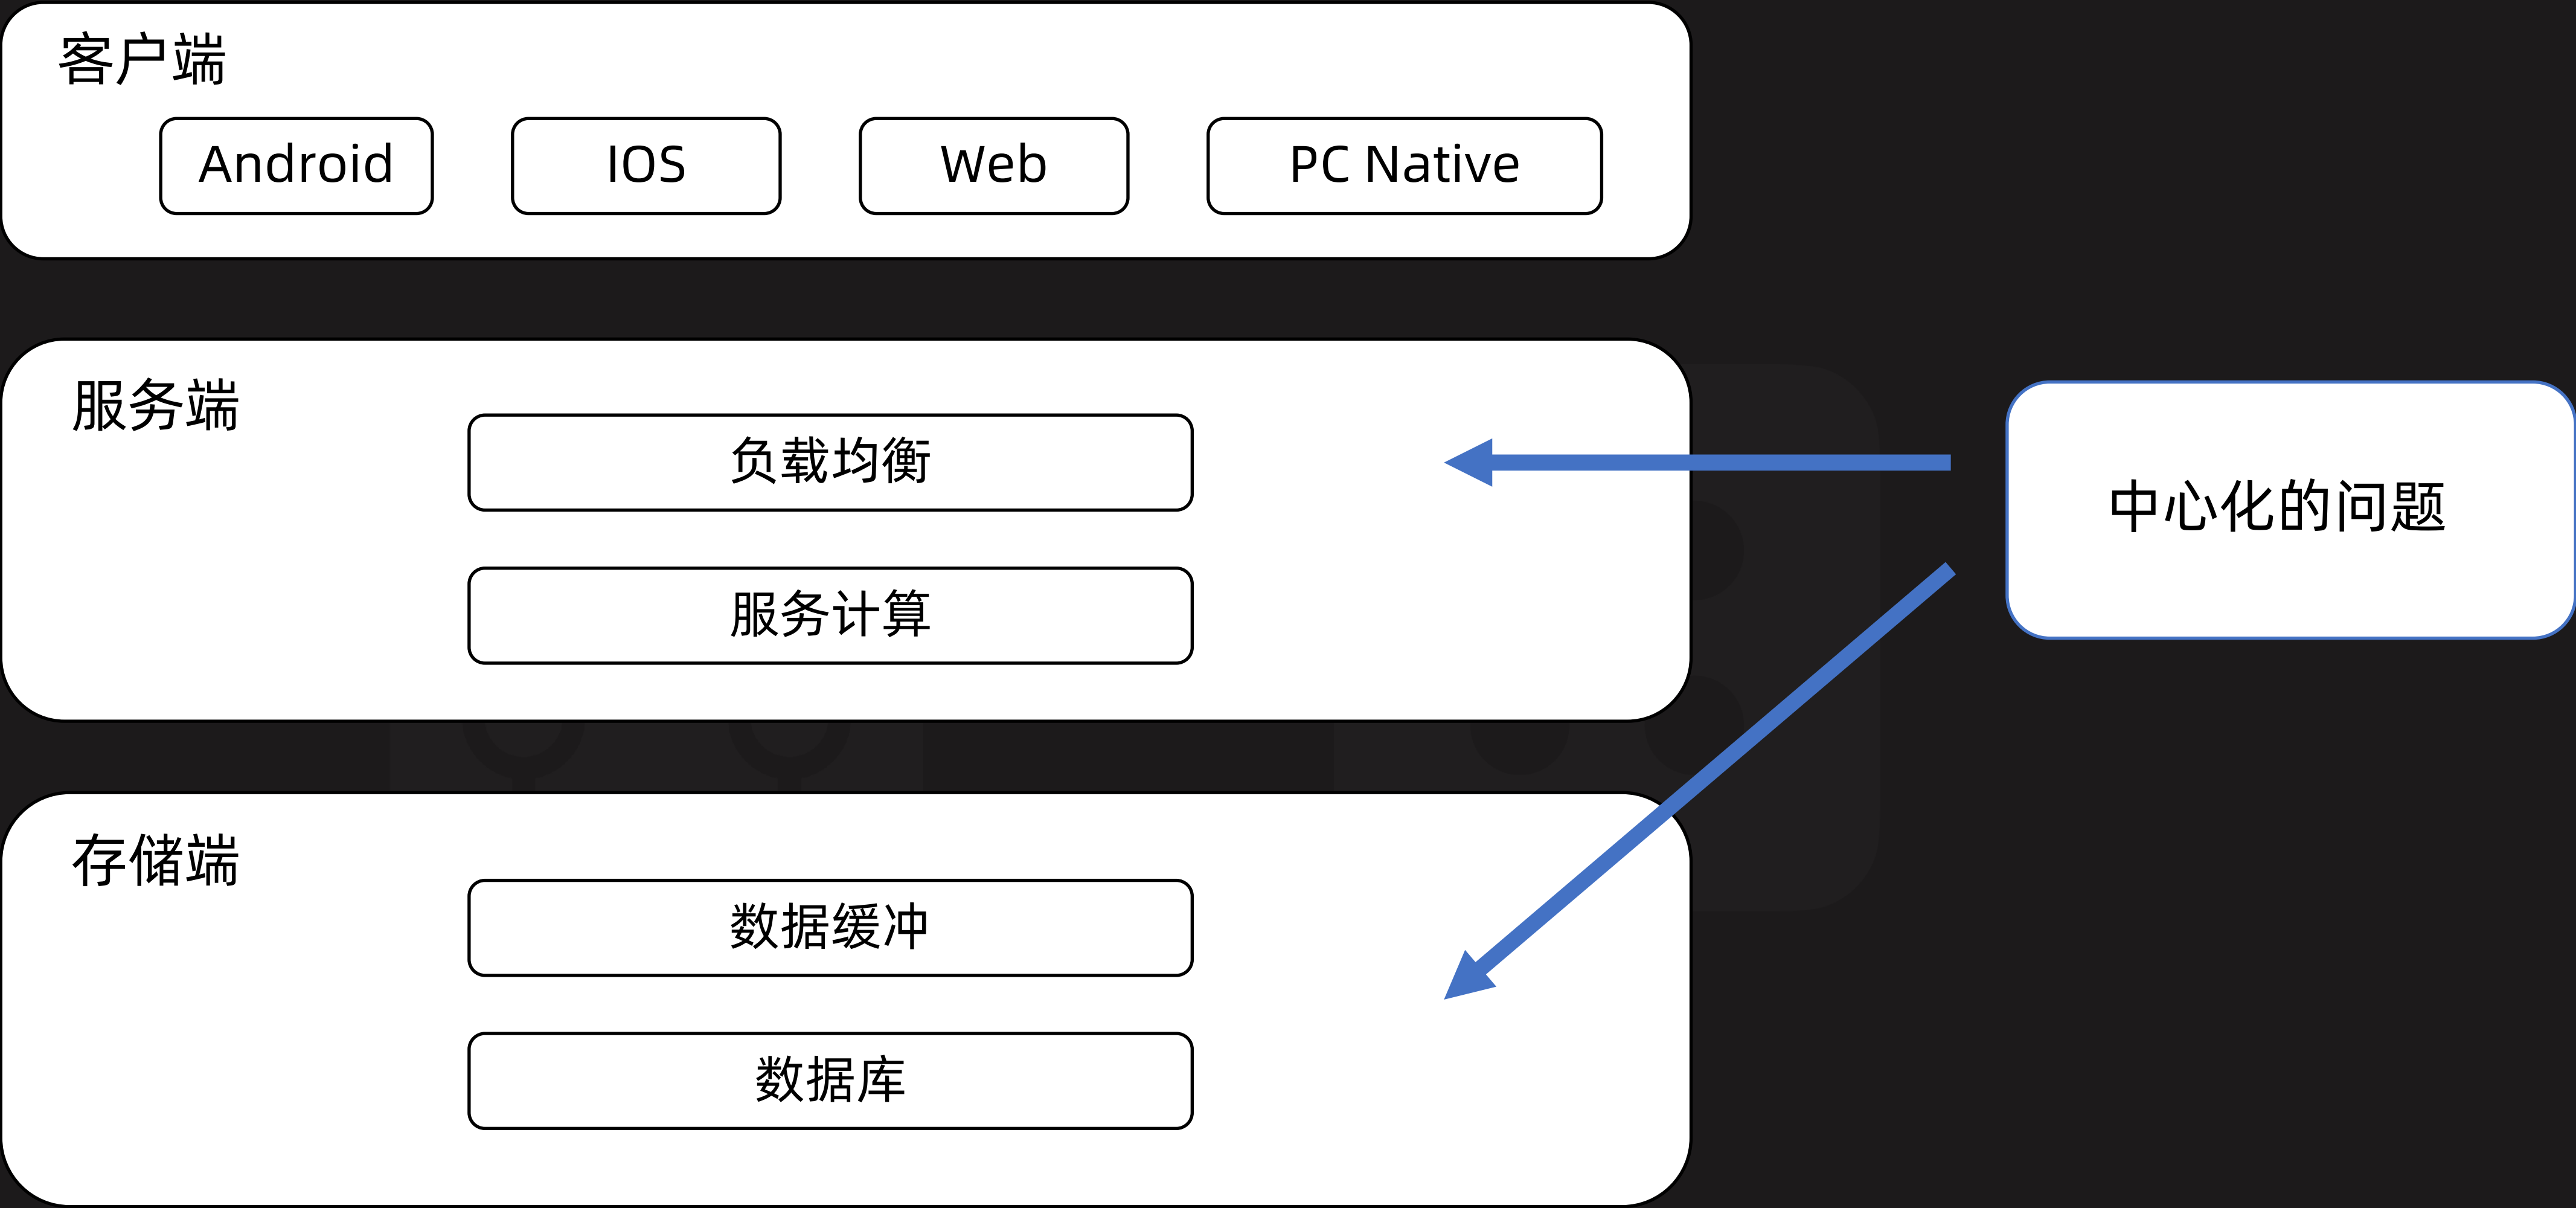 客户端
Android
IOS
Web
PC Native
服务端
负载均衡
服务计算
中心化的问题
存储端
数据缓冲
数据库